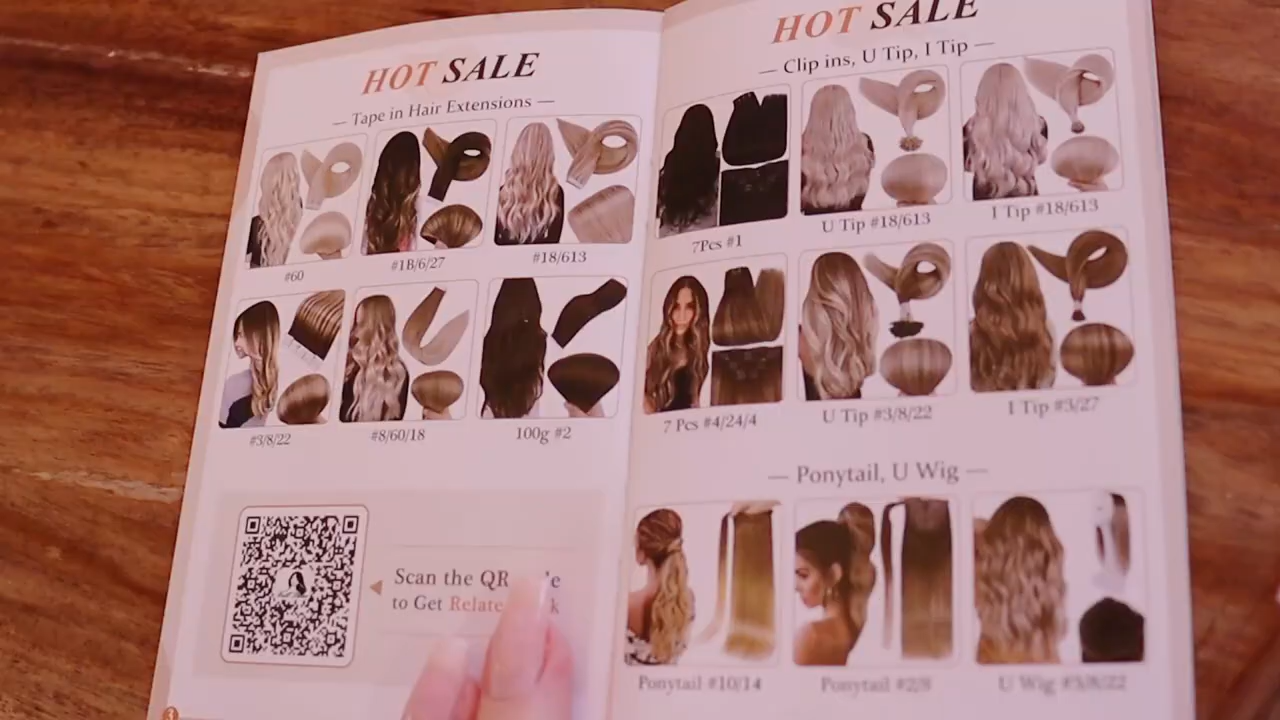 HOT SALE
— Tape in Hair Extensions —
#60
#1B/6/27
#18/613
#3/8/22
#8/60/18
100g #2
Scan the QR
to Get Relate
3
HOT SALE
— Clip ins, U Tip, I Tip —
7Pcs #1
U Tip #18/613
I Tip #18/613
7 Pcs #4/24/4
U Tip #3/8/22
I Tip #3/27
— Ponytail, U Wig —
Ponytail #10/14
Ponytail #2/8
U Wig #3/8/22